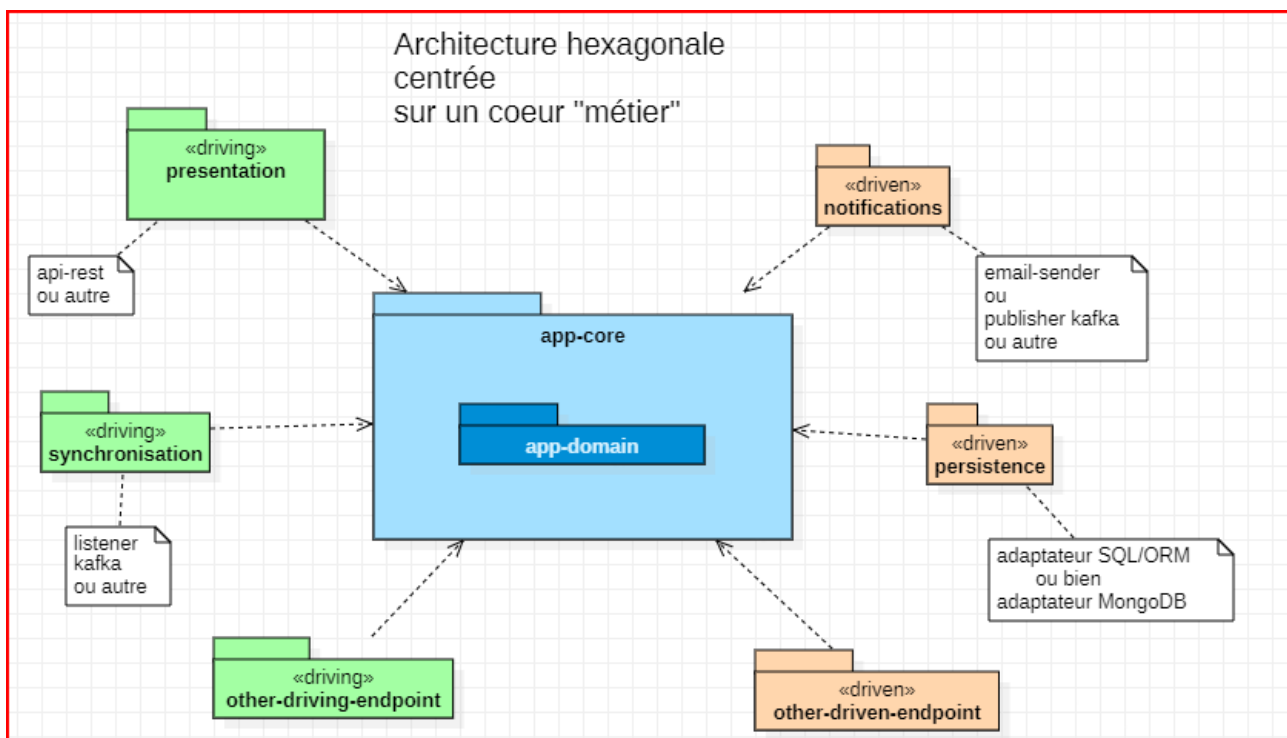 Architecture hexagonale
centrée
sur un coeur "métier"
«driving»
presentation
api-rest
ou autre
«driven»
notifications
email-sender
ou
publisher kafka
ou autre
app-core
app-domain
«driving»
synchronisation
listener
kafka
ou autre
«driven»
persistence
adaptateur SQL/ORM
ou bien
adaptateur MongoDB
«driving»
other-driving-endpoint
«driven»
other-driven-endpoint